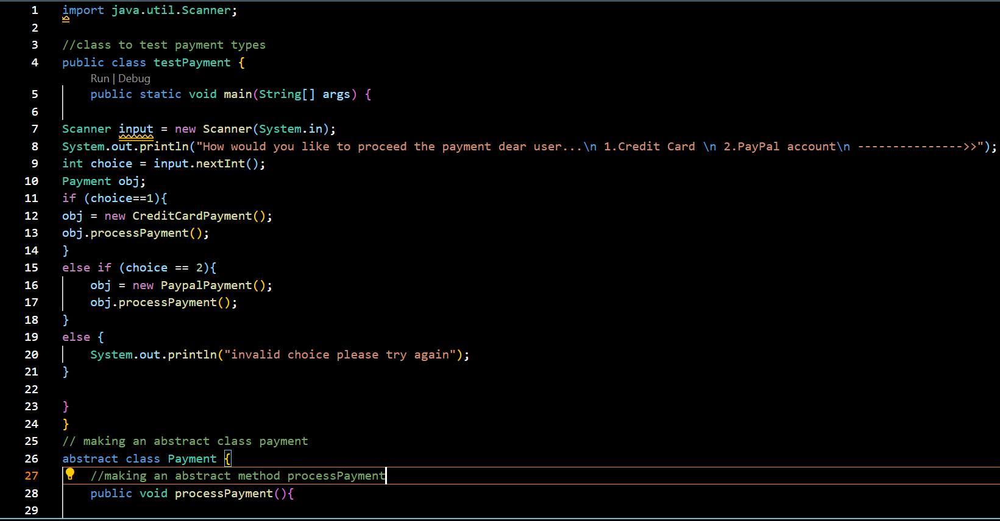 1 import java.util.Scanner;
2
3 //class to test payment types
4 public class testPayment {
Run | Debug
5 public static void main(String[] args) {
6
7 Scanner input = new Scanner(System.in);
8 System.out.println("How would you like to proceed the payment dear user...\n 1.Credit Card \n 2.PayPal account\n --------------->>");
9 int choice = input.nextInt();
10 Payment obj;
11 if (choice==1){
12 obj = new CreditCardPayment();
13 obj.processPayment();
14 }
15 else if (choice == 2){
16 obj = new PaypalPayment();
17 obj.processPayment();
18 }
19 else {
20 System.out.println("invalid choice please try again");
21 }
22
23 }
24 }
25 // making an abstract class payment
26 abstract class Payment {
27 //making an abstract method processPayment
28 public void processPayment(){
29